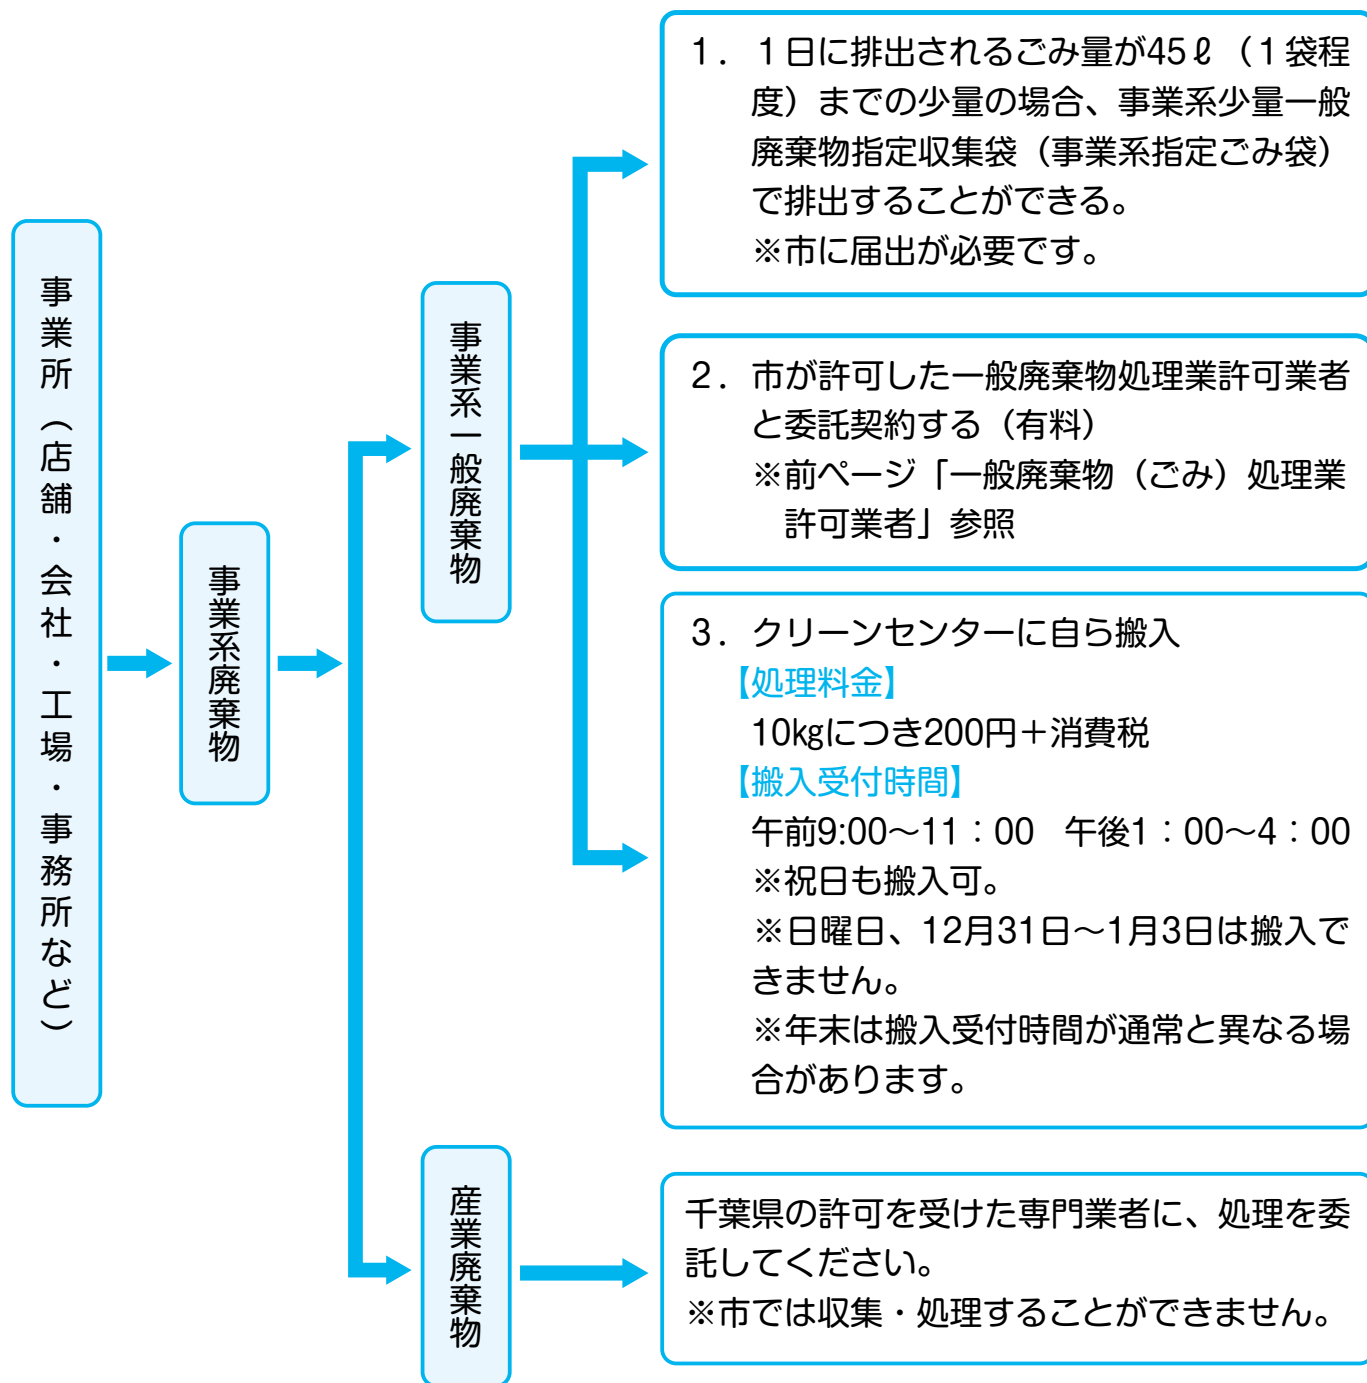 事業所（店舗・会社・工場・事務所など）
事業系廃棄物
事業系一般廃棄物
1． 1日に排出されるごみ量が45ℓ（1袋程
度）までの少量の場合、事業系少量一般
廃棄物指定収集袋（事業系指定ごみ袋）
で排出することができる。
※市に届出が必要です。
2．市が許可した一般廃棄物処理業許可業者
と委託契約する（有料）
※前ページ「一般廃棄物（ごみ）処理業
許可業者」参照
3．クリーンセンターに自ら搬入
【処理料金】
10㎏につき200円＋消費税
【搬入受付時間】
午前9:00～11：00　午後1：00～4：00
※祝日も搬入可。
※日曜日、12月31日～1月3日は搬入で
きません。
※年末は搬入受付時間が通常と異なる場
合があります。
産業廃棄物
千葉県の許可を受けた専門業者に、処理を委
託してください。
※市では収集・処理することができません。